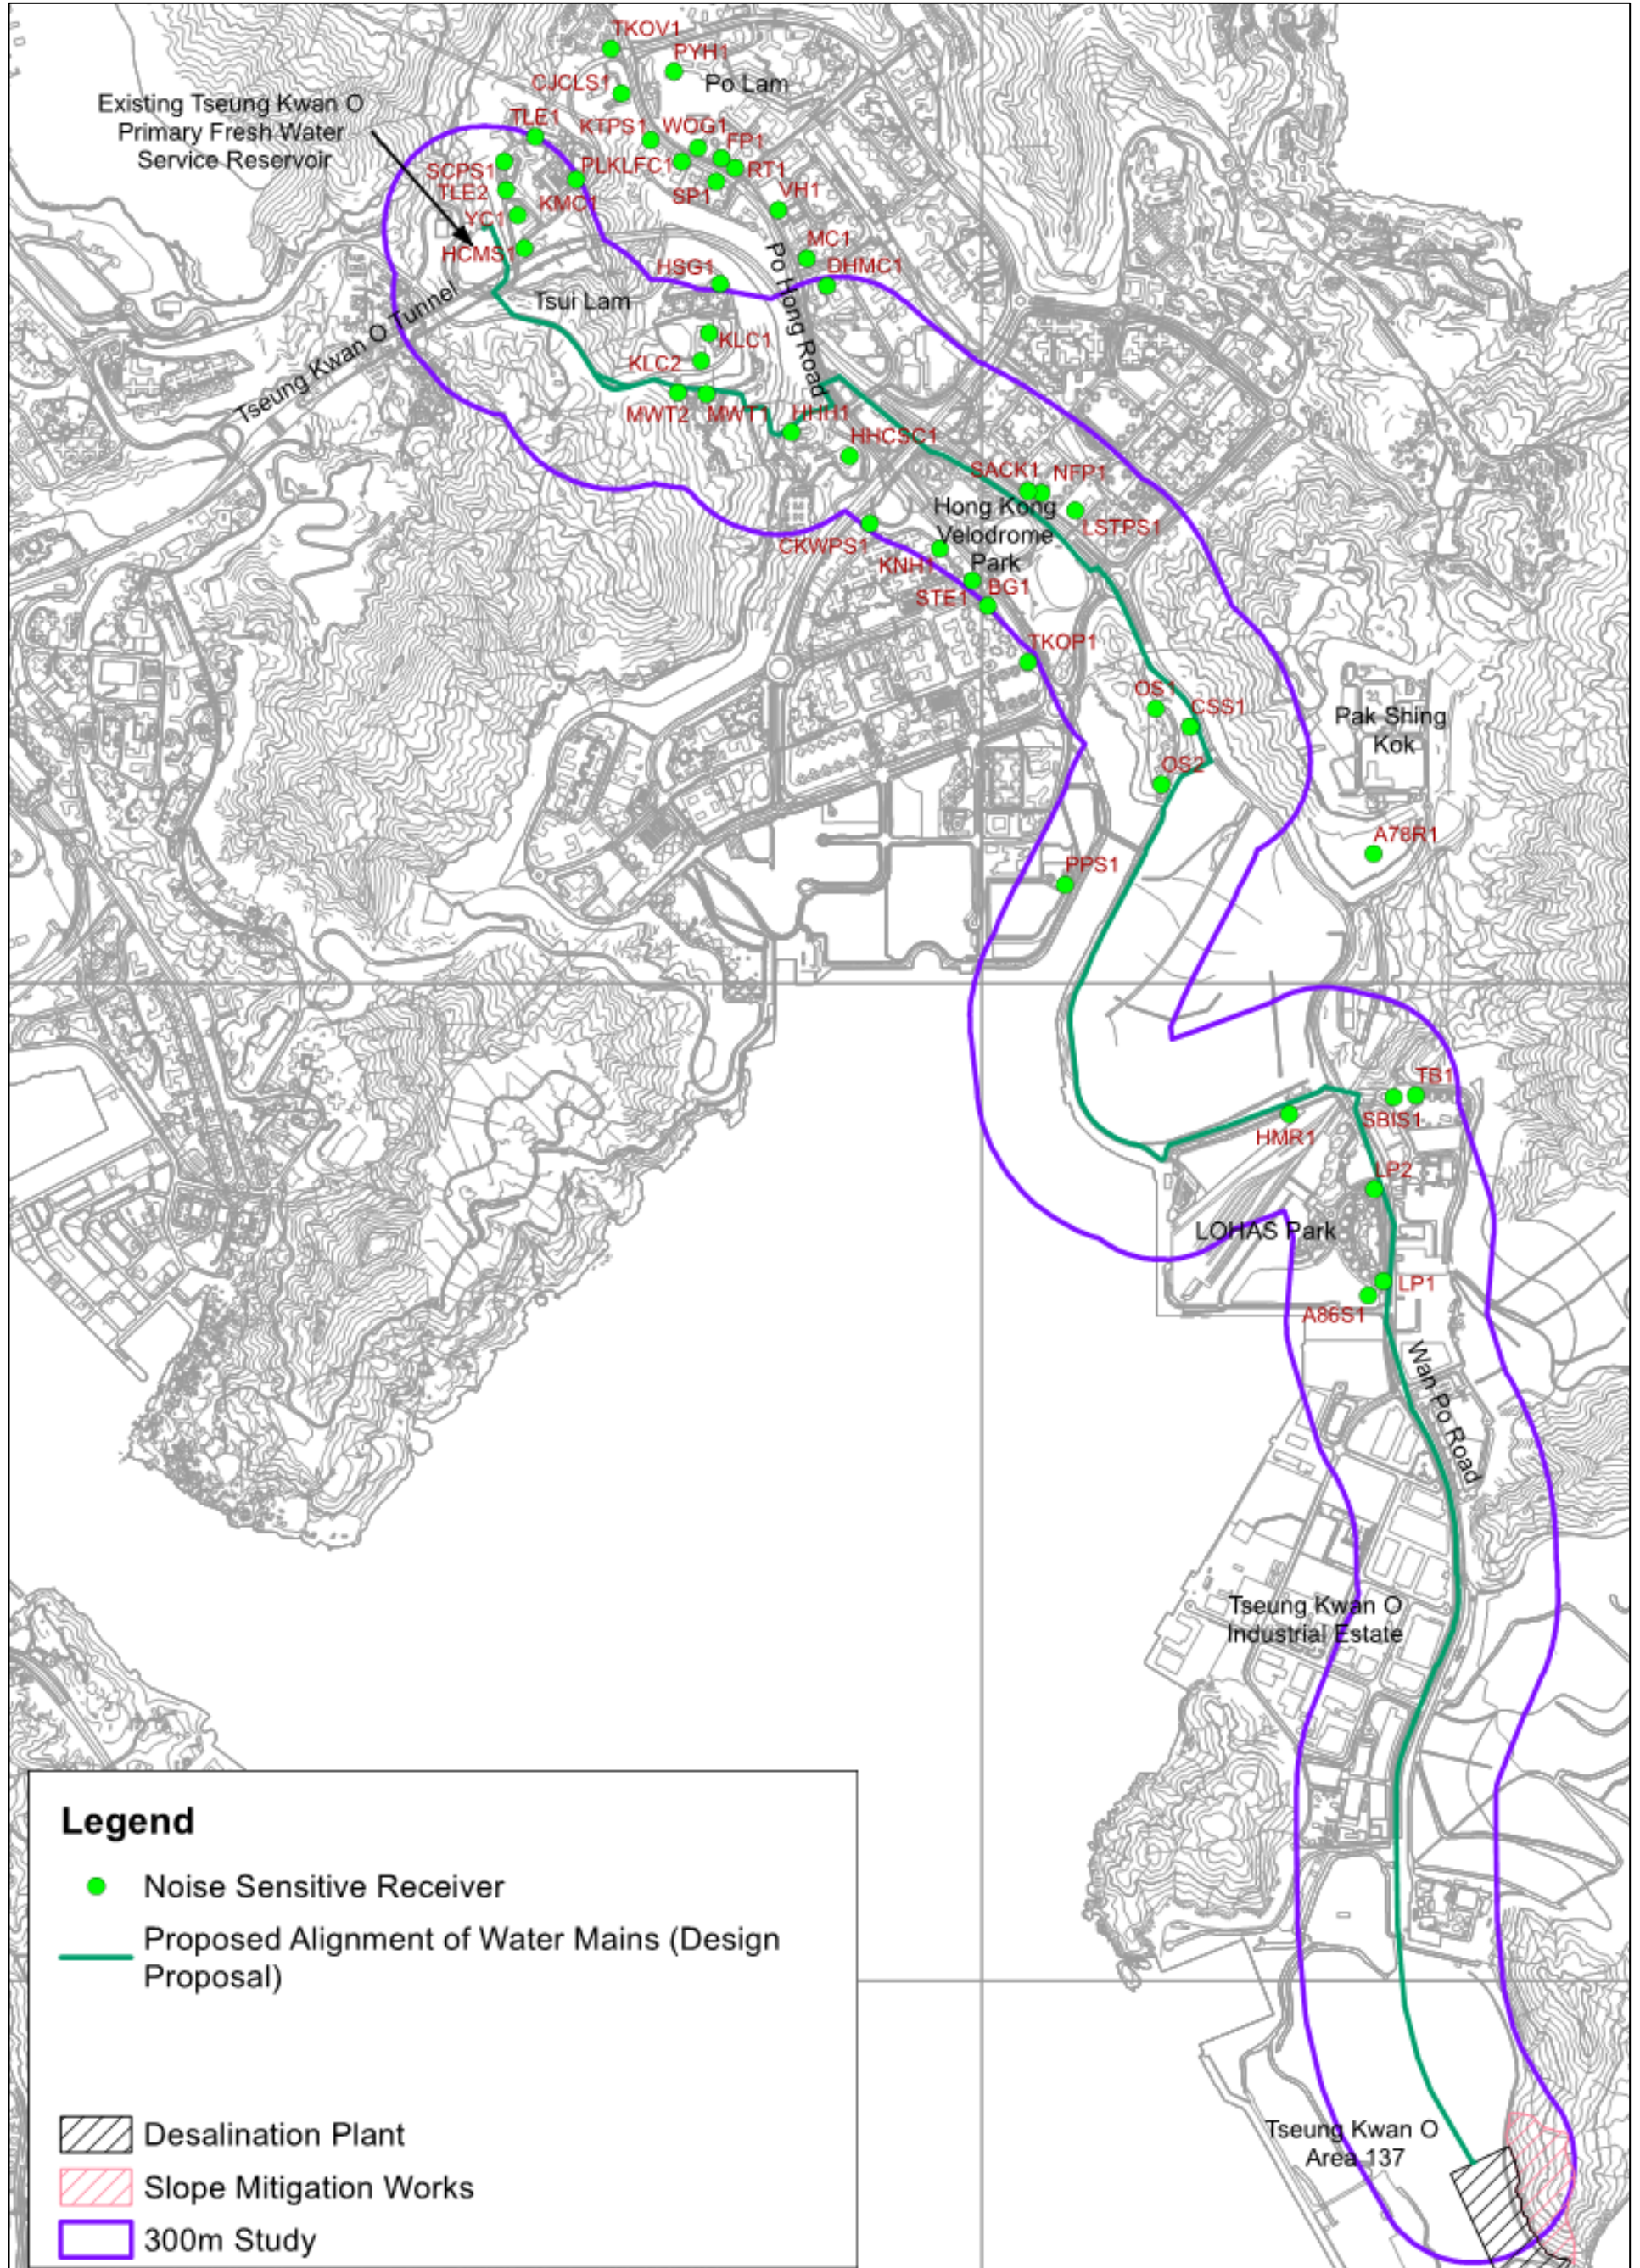 TKOV1
PYH1
Po Lam
CJCLS1
Existing Tseung Kwan O
Primary Fresh Water
Service Reservoir
TLE1
KTPS1
WOG1
FP1
PLKLFC1
RT1
SCPS1
TLE2
KMC1
SP1
VH1
YC1
HCMS1
MC1
DHMC1
HSG1
Po Hong Road
Tsui Lam
Tseung Kwan O Tunnel
KLC1
KLC2
MWT2
MWT1
HHH1
HHCSC1
SACK1
NFP1
Hong Kong
Velodrome
Park
LSTPS1
CKWPS1
KNH1
BG1
STE1
TKOP1
OS1
CSS1
Pak Shing
Kok
OS2
A78R1
PPS1
TB1
SBIS1
HMR1
LP2
LOHAS Park
LP1
A86S1
Wan Po Road
Tseung Kwan O
Industrial Estate
Tseung Kwan O
Area 137
Legend
Noise Sensitive Receiver
Proposed Alignment of Water Mains (Design
Proposal)
Desalination Plant
Slope Mitigation Works
300m Study